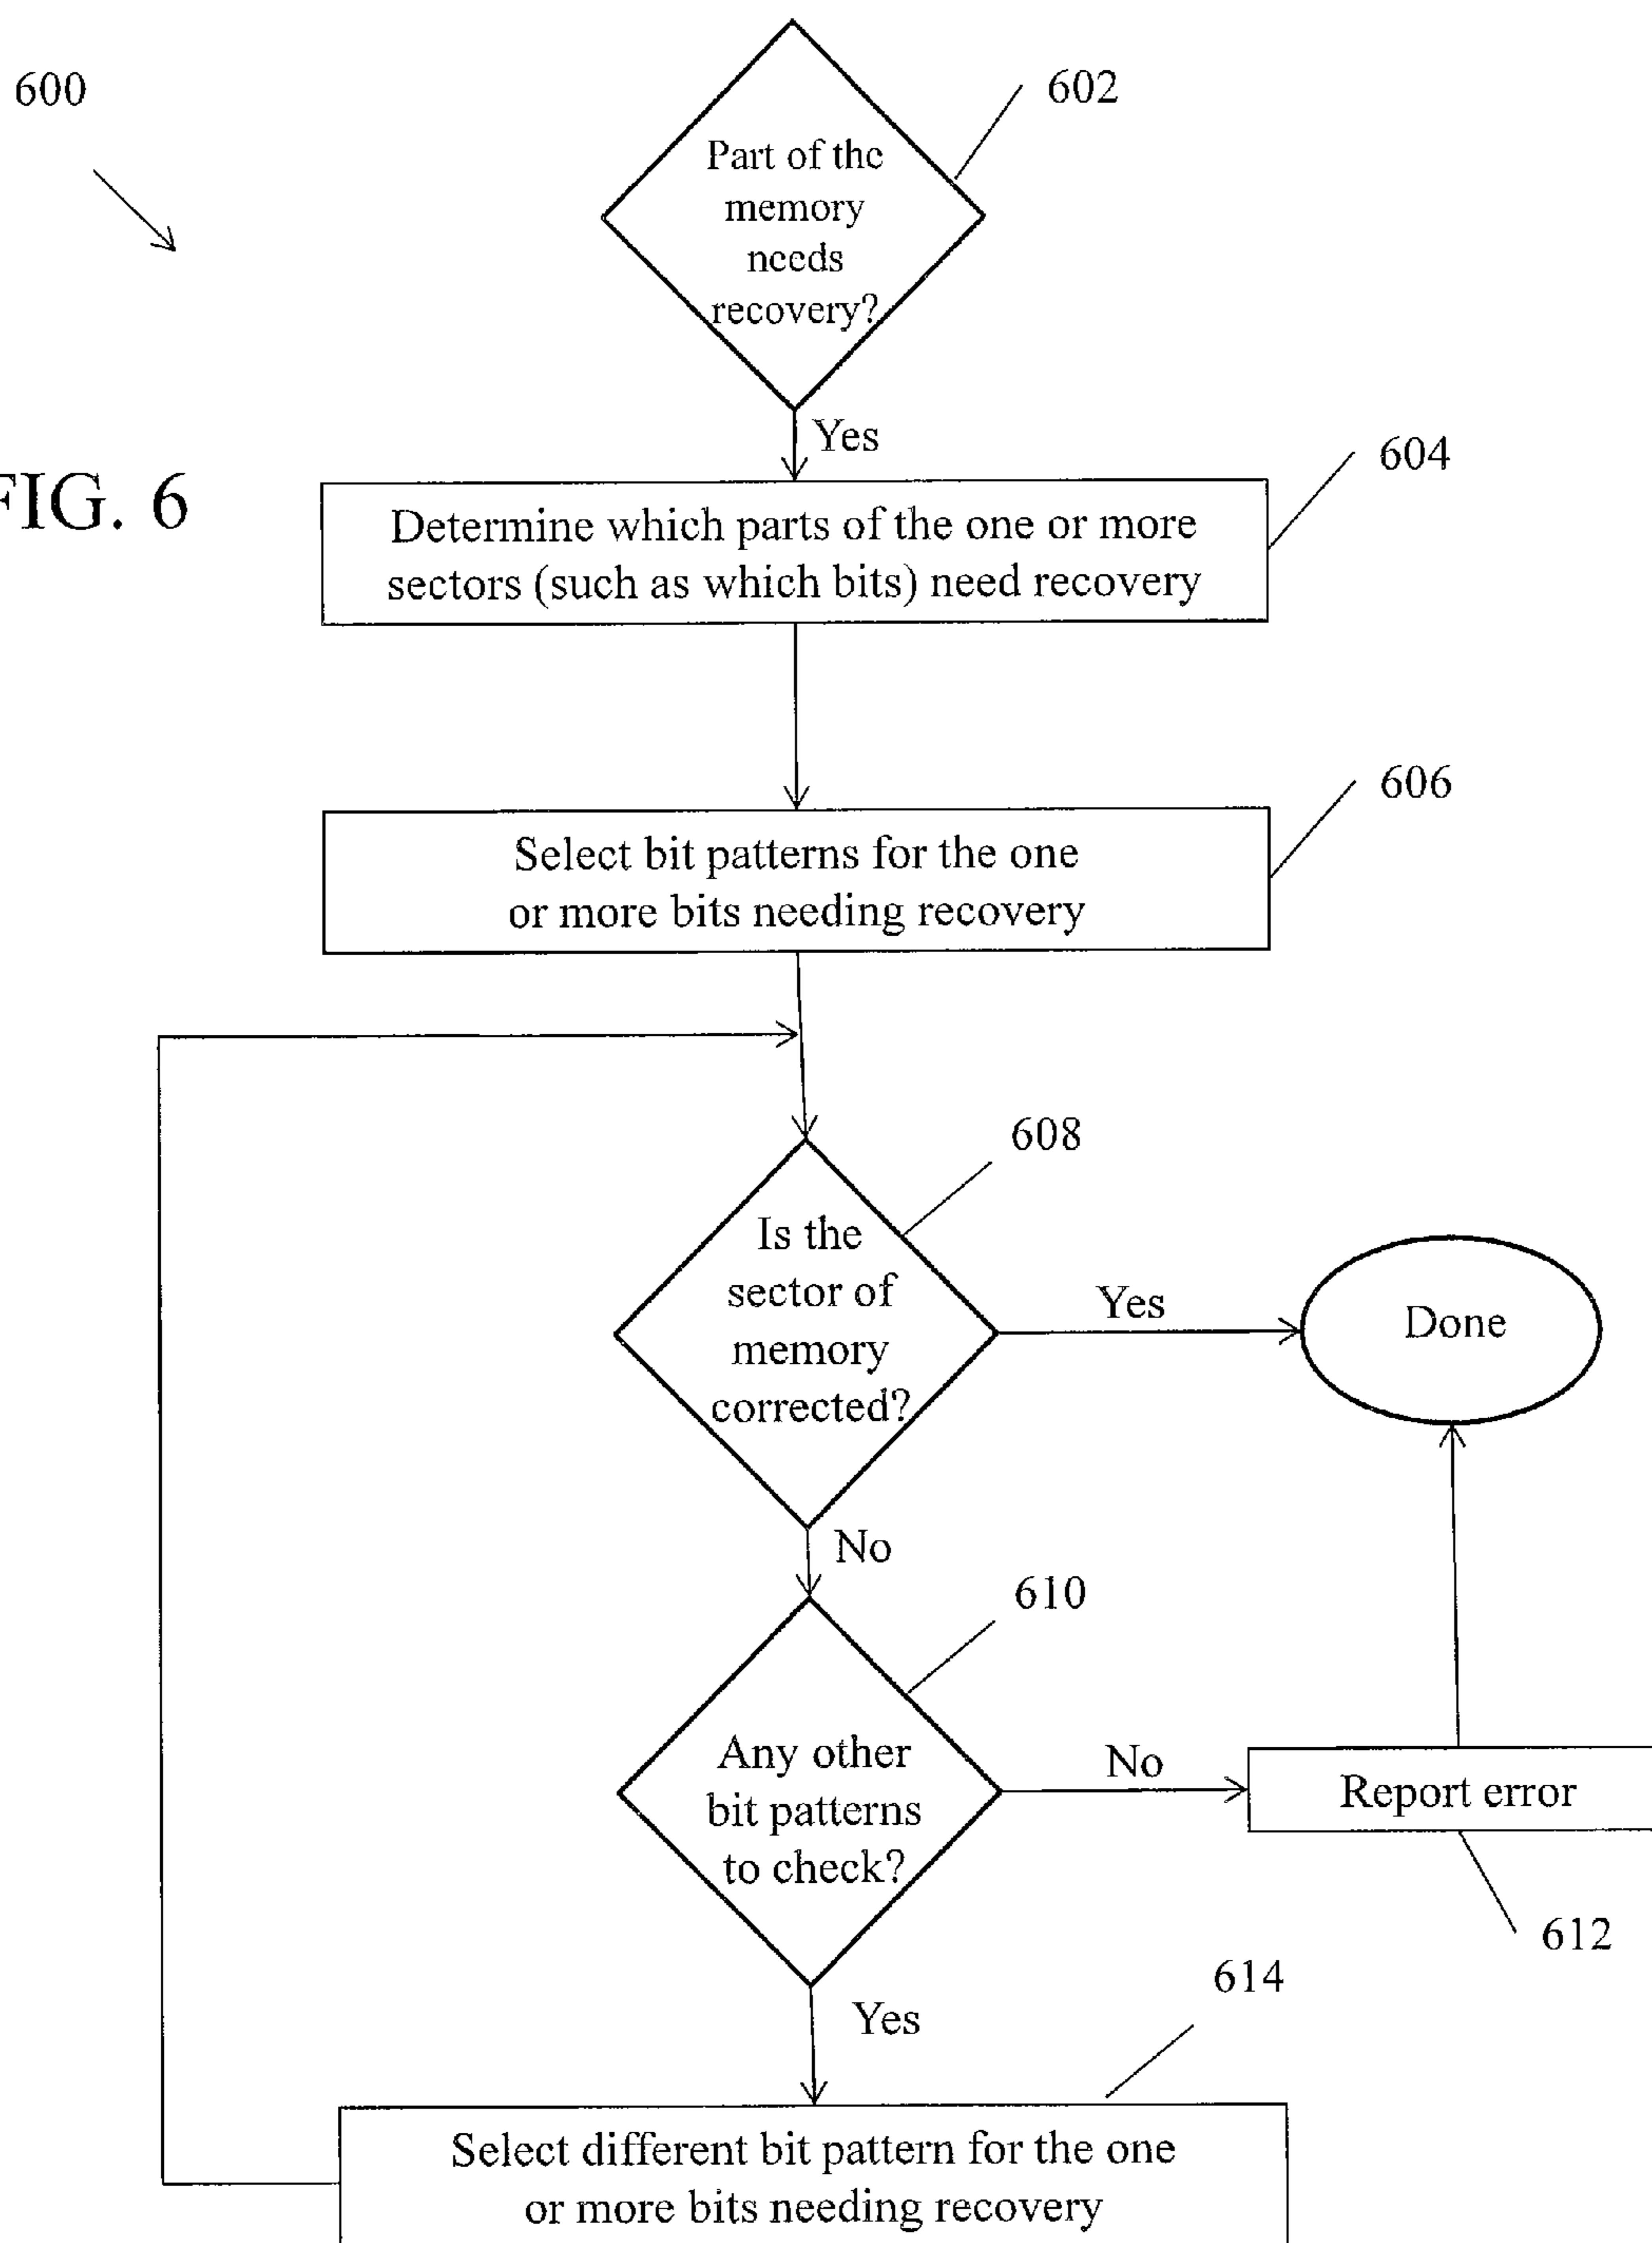 600
602
Part of the
memory
needs
recovery?
Yes
604
FIG. 6
Determine which parts of the one or more
sectors (such as which bits) need recovery
606
Select bit patterns for the one
or more bits needing recovery
608
Is the
sector of
memory
corrected?
Yes
Done
No
610
Any other
bit patterns
to check?
No
Report error
612
614
Yes
Select different bit pattern for the one
or more bits needing recovery